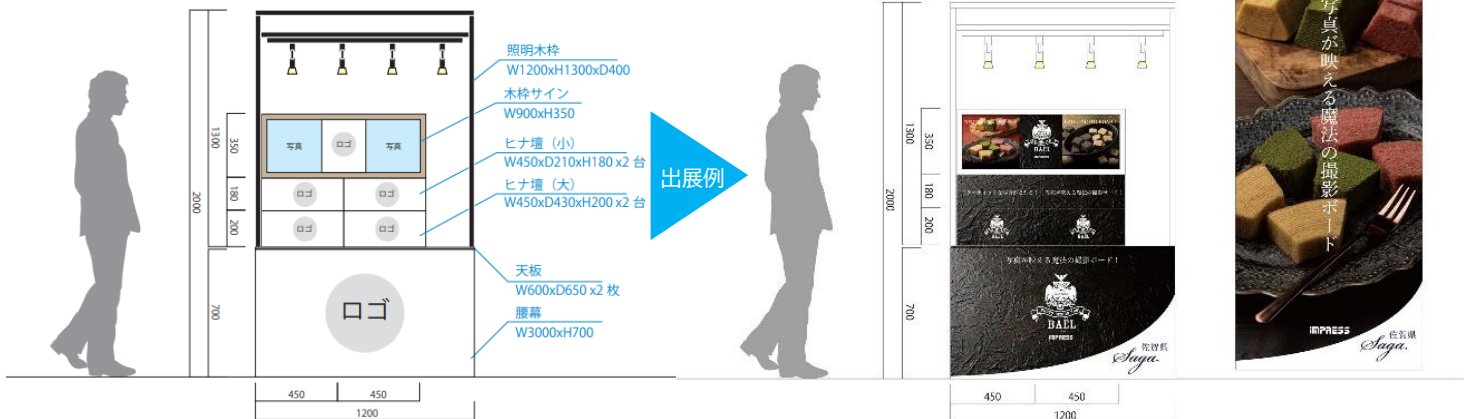 照明木枠
W1200xH1300xD400
木枠サイン
W900xH350
ヒナ壇（小）
W450xD210xH180 x2 台
ヒナ壇（大）
W450xD430xH200 x2 台
天板
W600xD650 x2 枚
腰幕
W3000xH700
2000
1300
350
180
200
700
写真
ロゴ
写真
ロゴ
ロゴ
ロゴ
ロゴ
ロゴ
450
450
1200
出展例
2000
1300
350
180
200
700
写真が映える魔法の撮影ボード！
BAEL
iMPRESS
佐賀県
Saga.
450
450
1200
写真が映える魔法の撮影ボード
iMPRESS
佐賀県
Saga.